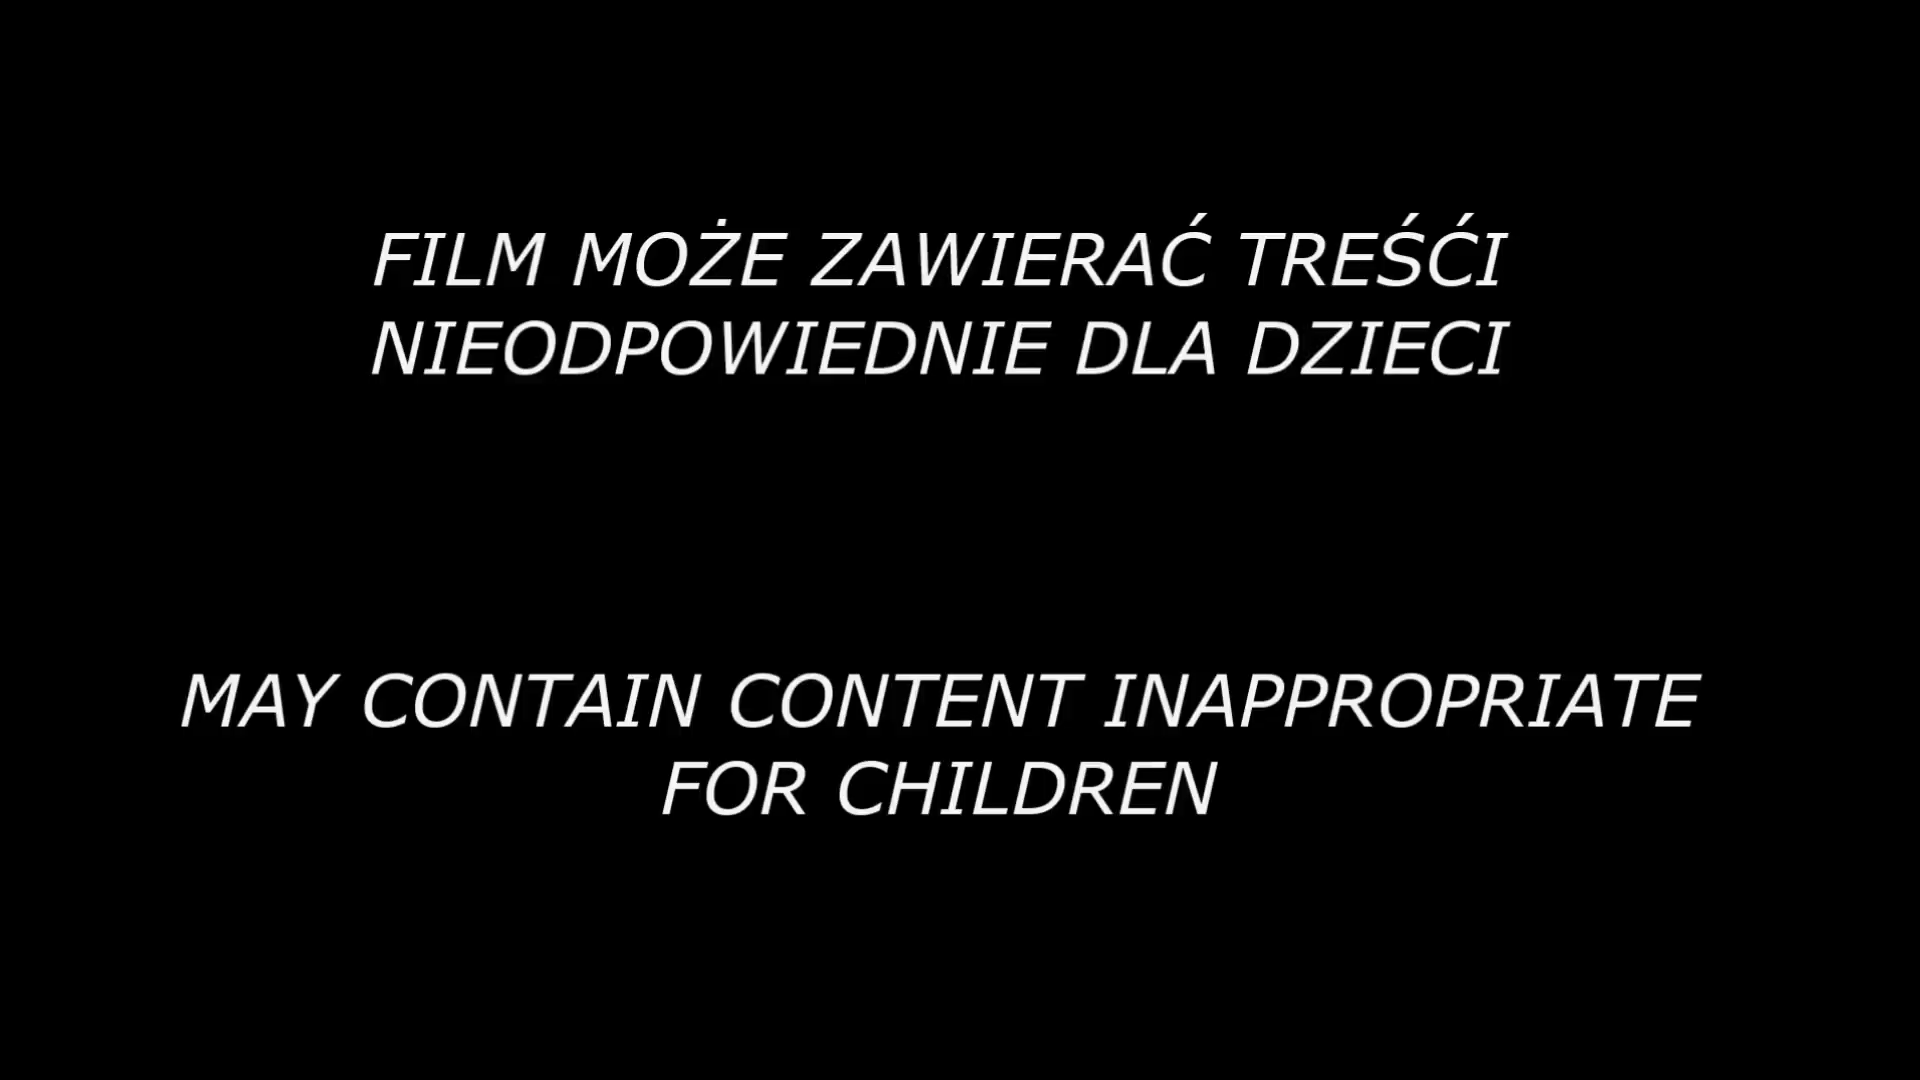 FILM MOŻE ZAWIERAĆ TREŚĆI
NIEODPOWIEDNIE DLA DZIECI
MAY CONTAIN CONTENT INAPPROPRIATE
FOR CHILDREN